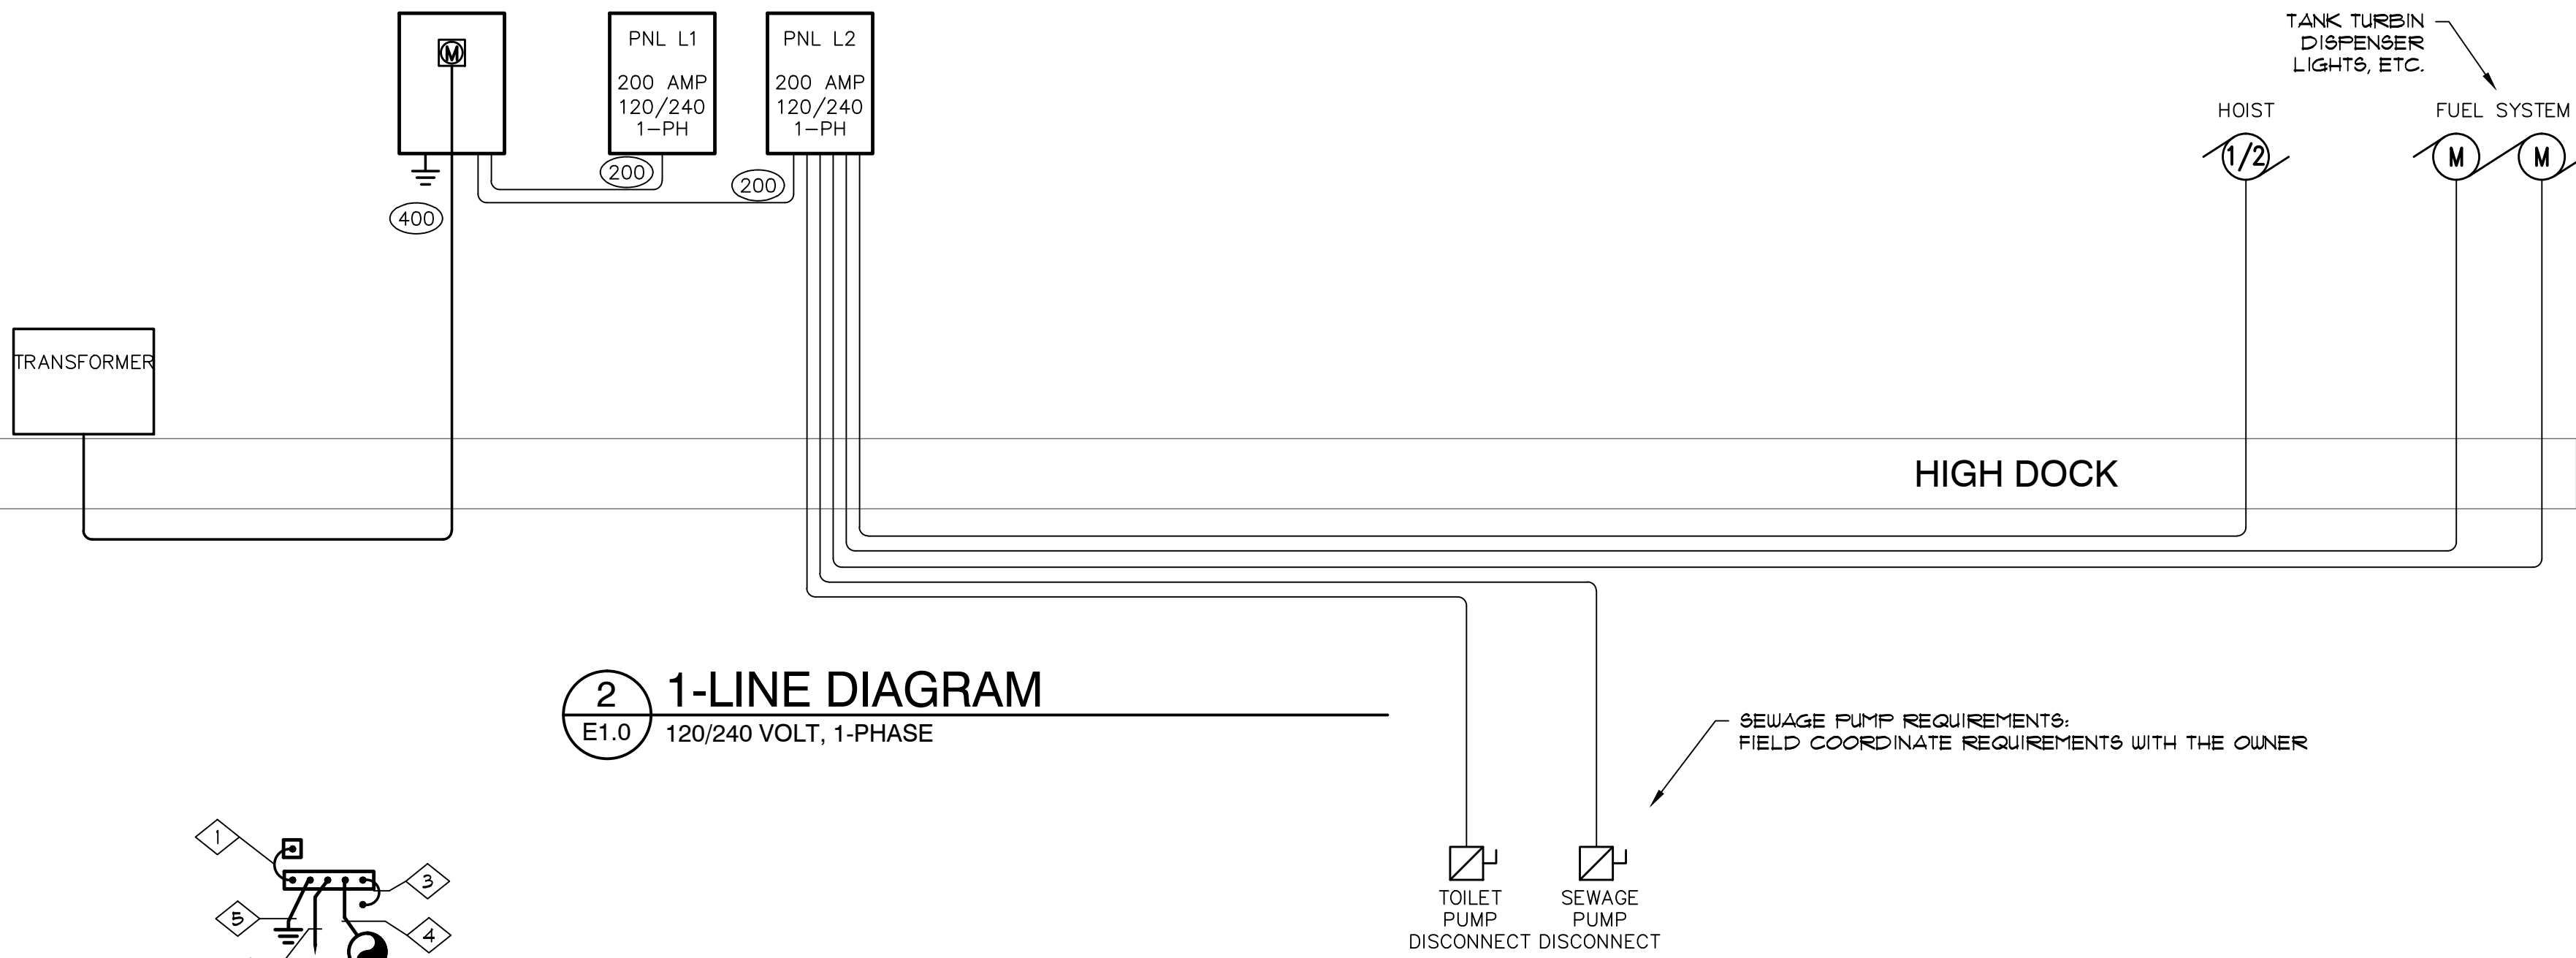 M
PNL L1
200 AMP
120/240
1-PH
PNL L2
200 AMP
120/240
1-PH
200
200
400
TANK TURBIN
DISPENSER
LIGHTS, ETC.
HOIST
1/2
FUEL SYSTEM
M
M
TRANSFORMER
HIGH DOCK
2
E1.0
1-LINE DIAGRAM
120/240 VOLT, 1-PHASE
SEWAGE PUMP REQUIREMENTS:
FIELD COORDINATE REQUIREMENTS WITH THE OWNER
1
3
5
4
TOILET
PUMP
DISCONNECT
SEWAGE
PUMP
DISCONNECT